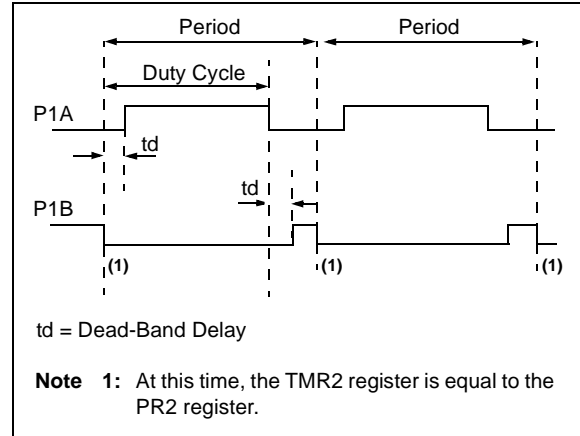 Period Period
Duty Cycle
P1A
td
td
P1B
(1) (1) (1)
td = Dead-Band Delay
Note 1: At this time, the TMR2 register is equal to the
PR2 register.